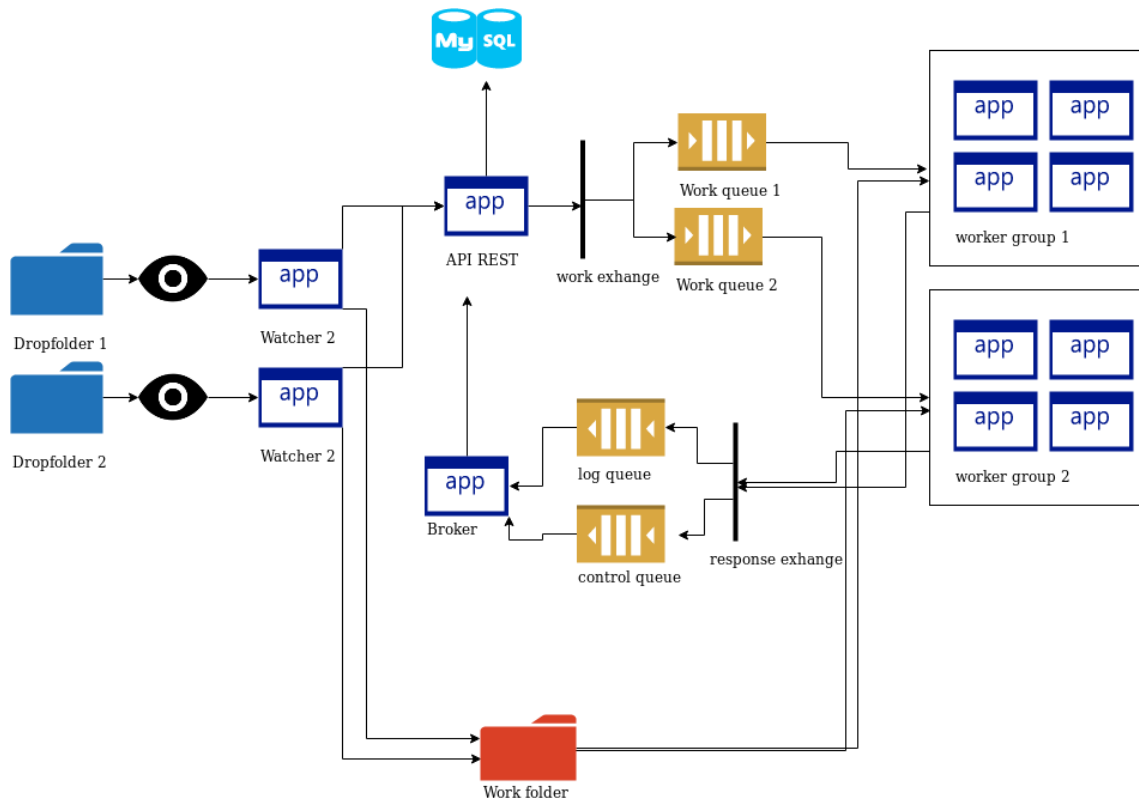 My SQL
app app
app app
worker group 1
Work queue 1
Work queue 2
app
API REST
work exhange
app
Watcher 2
Dropfolder 1
app
Watcher 2
Dropfolder 2
app app
app app
worker group 2
log queue
app
Broker
control queue
response exhange
Work folder